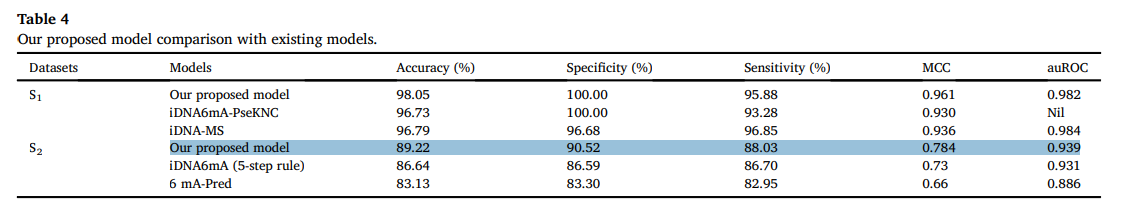 Table 4
Our proposed model comparison with existing models.
Datasets Models Accuracy (%) Specificity (%) Sensitivity (%) MCC auROC
S₁ Our proposed model 98.05 100.00 95.88 0.961 0.982
iDNA6mA-PseKNC 96.73 100.00 93.28 0.930 Nil
iDNA-MS 96.79 96.68 96.85 0.936 0.984
S₂ Our proposed model 89.22 90.52 88.03 0.784 0.939
iDNA6mA (5-step rule) 86.64 86.59 86.70 0.73 0.931
6 mA-Pred 83.13 83.30 82.95 0.66 0.886